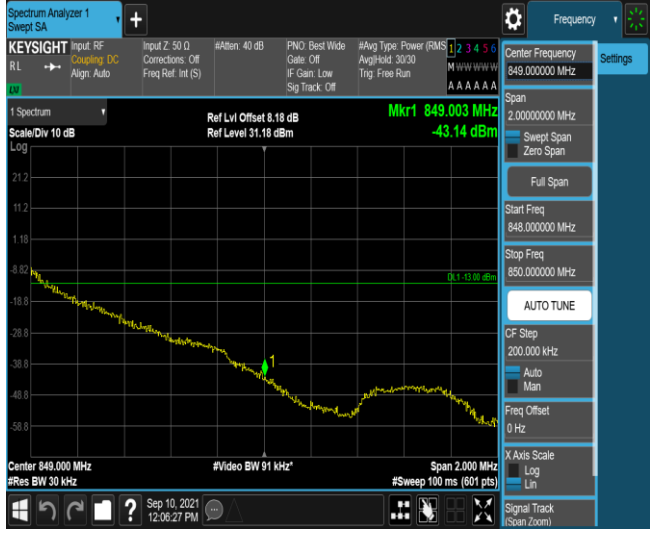 Spectrum Analyzer 1
Swept SA
Frequency
KEYSIGHT
R L
Input: RF
Coupling: DC
Align: Auto
Input Z: 50 Ω
Corrections: Off
Freq Ref: Int (S)
#Atten: 40 dB
PNO: Best Wide
Gate: Off
IF Gain: Low
Sig Track: Off
#Avg Type: Power (RMS
Avg|Hold: 30/30
Trig: Free Run
1 2 3 4 5 6
M W W W W W
A A A A A A
1 Spectrum
Scale/Div 10 dB
Log
Ref Lvl Offset 8.18 dB
Ref Level 31.18 dBm
Mkr1 849.003 MHz
-43.14 dBm
21.2
11.2
1.18
-8.82
-18.8
-28.8
-38.8
-48.8
-58.8
DL1 -13.00 dBm
1
Center 849.000 MHz
#Res BW 30 kHz
#Video BW 91 kHz*
Span 2.000 MHz
#Sweep 100 ms (601 pts)
Center Frequency
849.000000 MHz
Settings
Span
2.00000000 MHz
Swept Span
Zero Span
Full Span
Start Freq
848.000000 MHz
Stop Freq
850.000000 MHz
AUTO TUNE
CF Step
200.000 kHz
Auto
Man
Freq Offset
0 Hz
X Axis Scale
Log
Lin
Signal Track
(Span Zoom)
?
Sep 10, 2021
12:06:27 PM